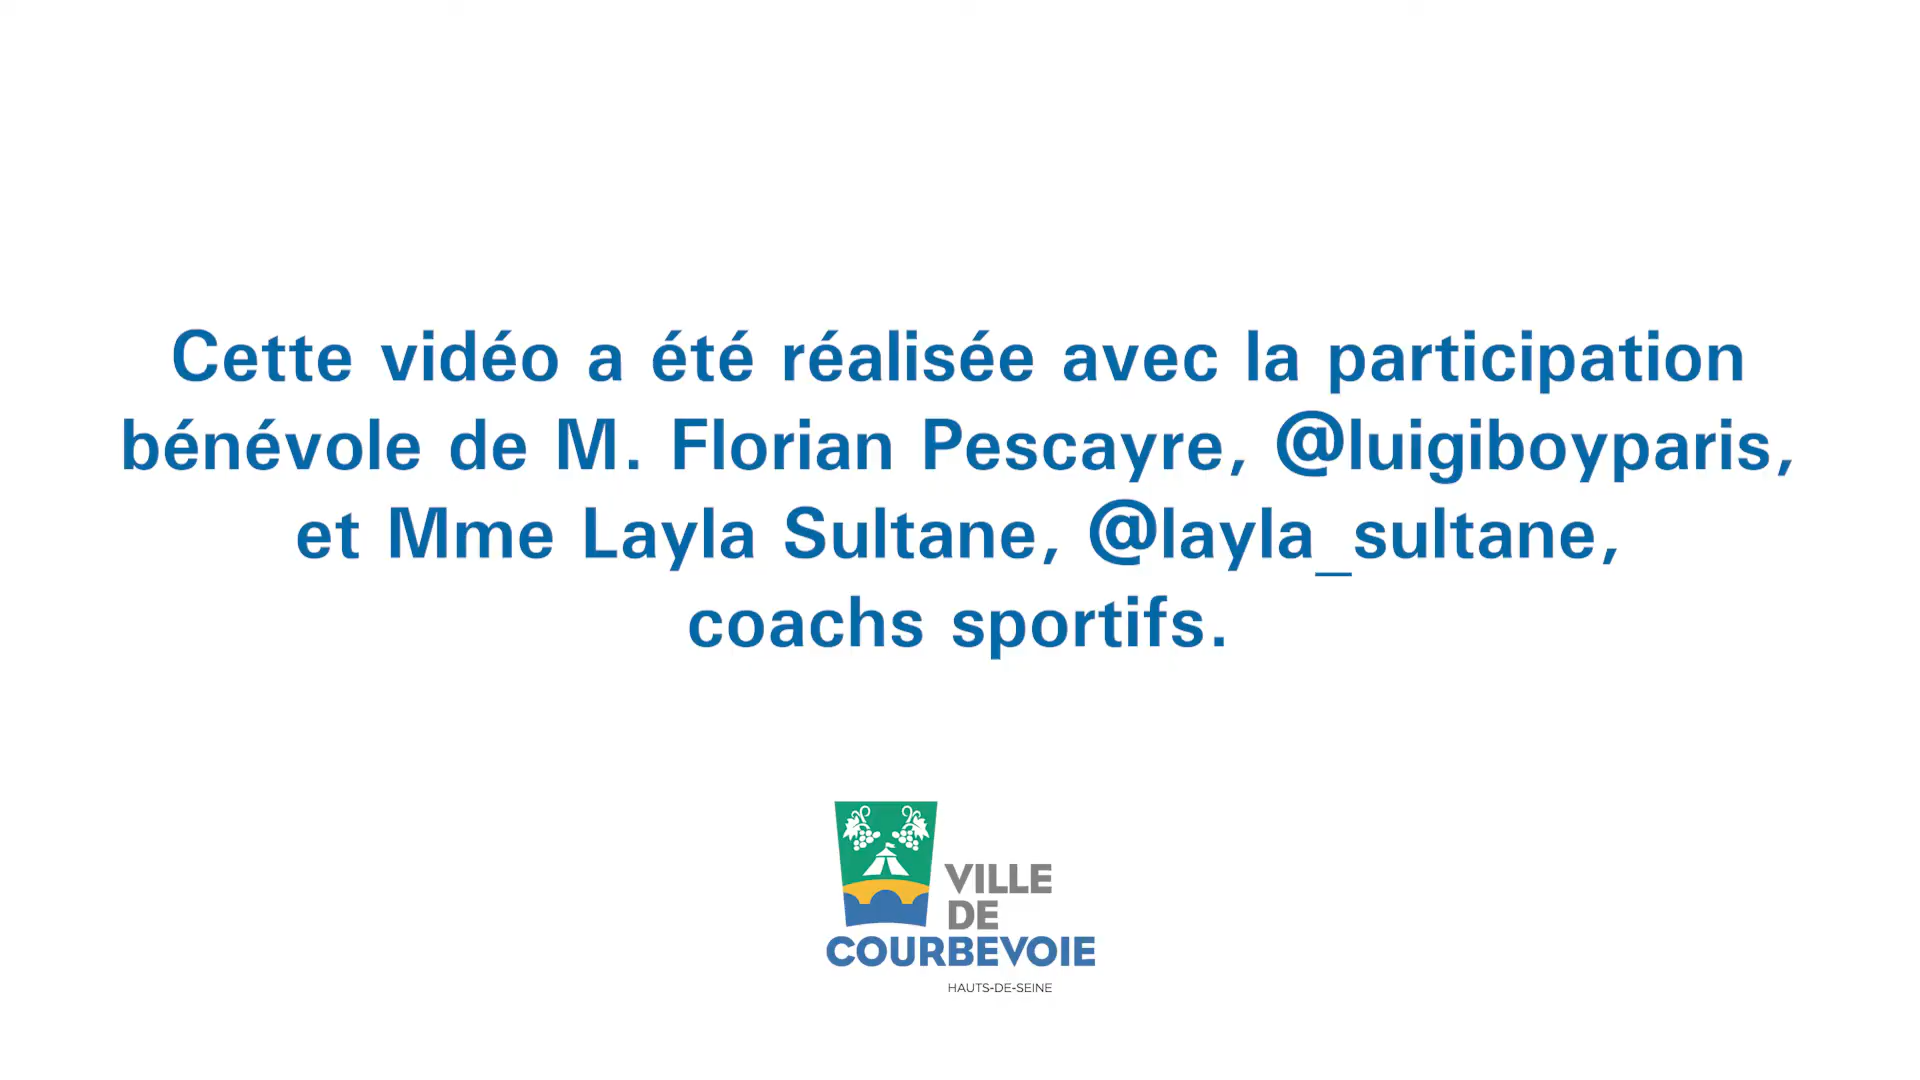 Cette vidéo a été réalisée avec la participation
bénévole de M. Florian Pescayre, @luigiboyparis,
et Mme Layla Sultane, @layla_sultane,
coachs sportifs.
VILLE
DE
COURBEVOIE
HAUTS-DE-SEINE